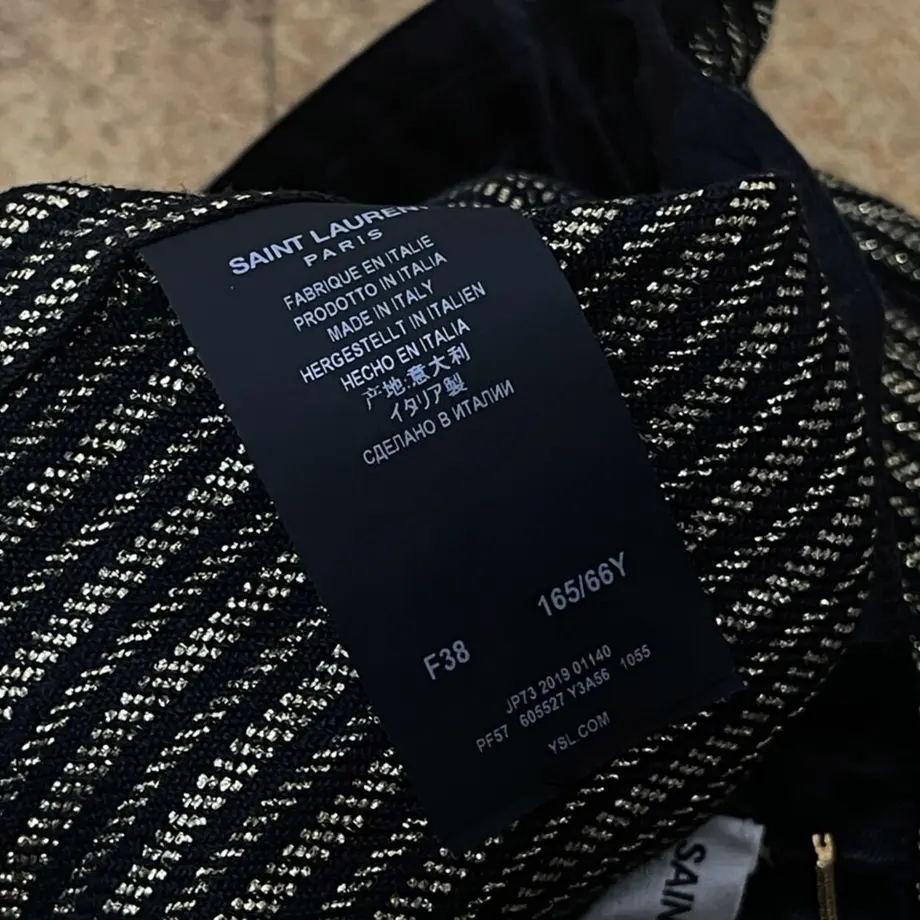 SAINT LAUREN
PARIS
FABRIQUE EN ITALIE
PRODOTTO IN ITALIA
MADE IN ITALY
HERGESTELLT IN ITALIEN
HECHO EN ITALIA
产地:意大利
イタリア製
СДЕЛАНО В ИТАЛИИ
F38 165/66Y
JP73 2019 01140
PF57 605527 Y3A56 1055
YSL.COM
SAIN